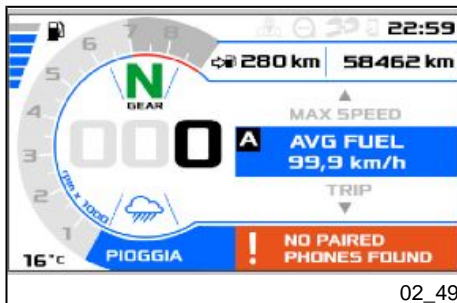 22:59
280 km
58462 km
8
7
6
5
4
3
2
1
rpm x 1000
N
GEAR
000
MAX SPEED
A
AVG FUEL
99,9 km/h
TRIP
16°C
PIOGGIA
!
NO PAIRED
PHONES FOUND
02_49